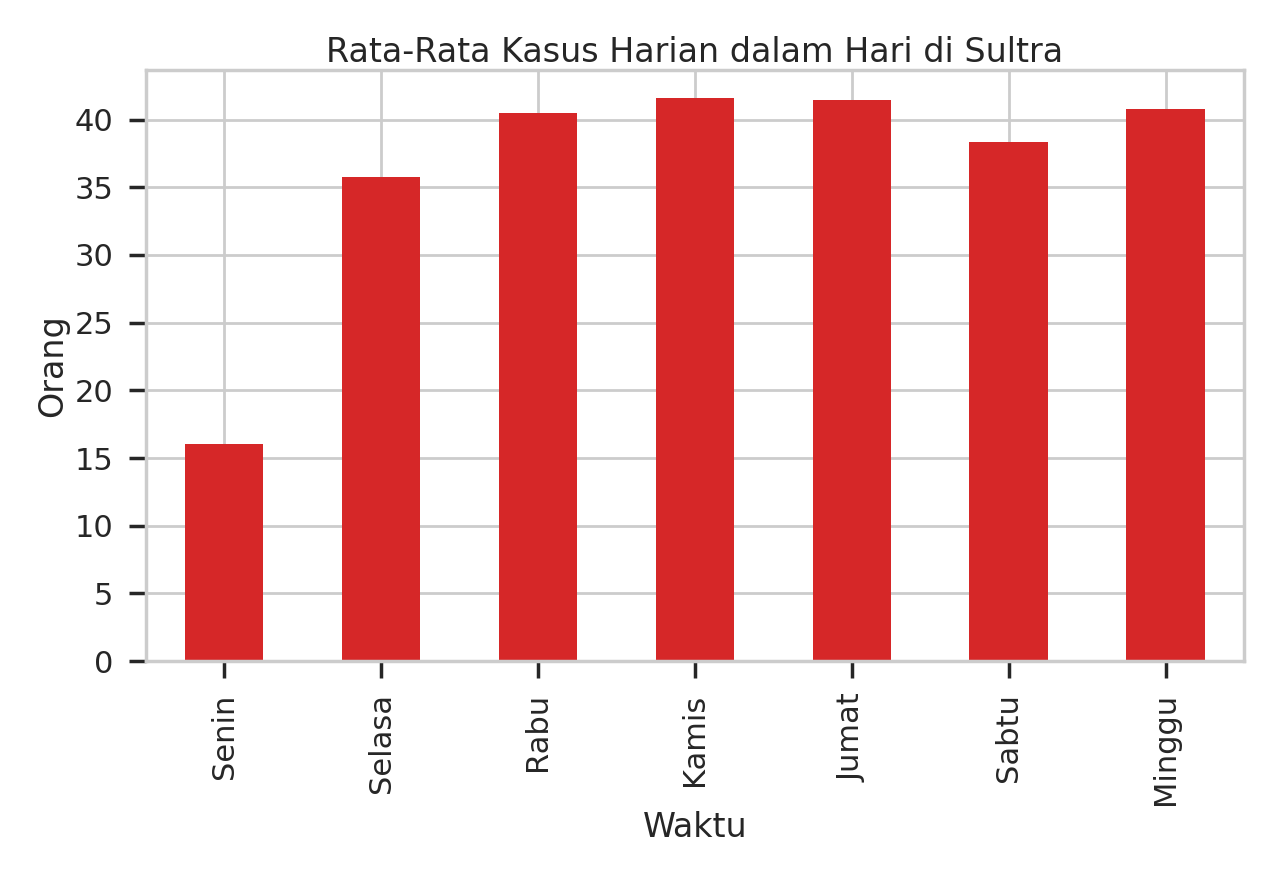 Rata-Rata Kasus Harian dalam Hari di Sultra
Orang
40
35
30
25
20
15
10
5
0
Senin
Selasa
Rabu
Kamis
Jumat
Sabtu
Minggu
Waktu